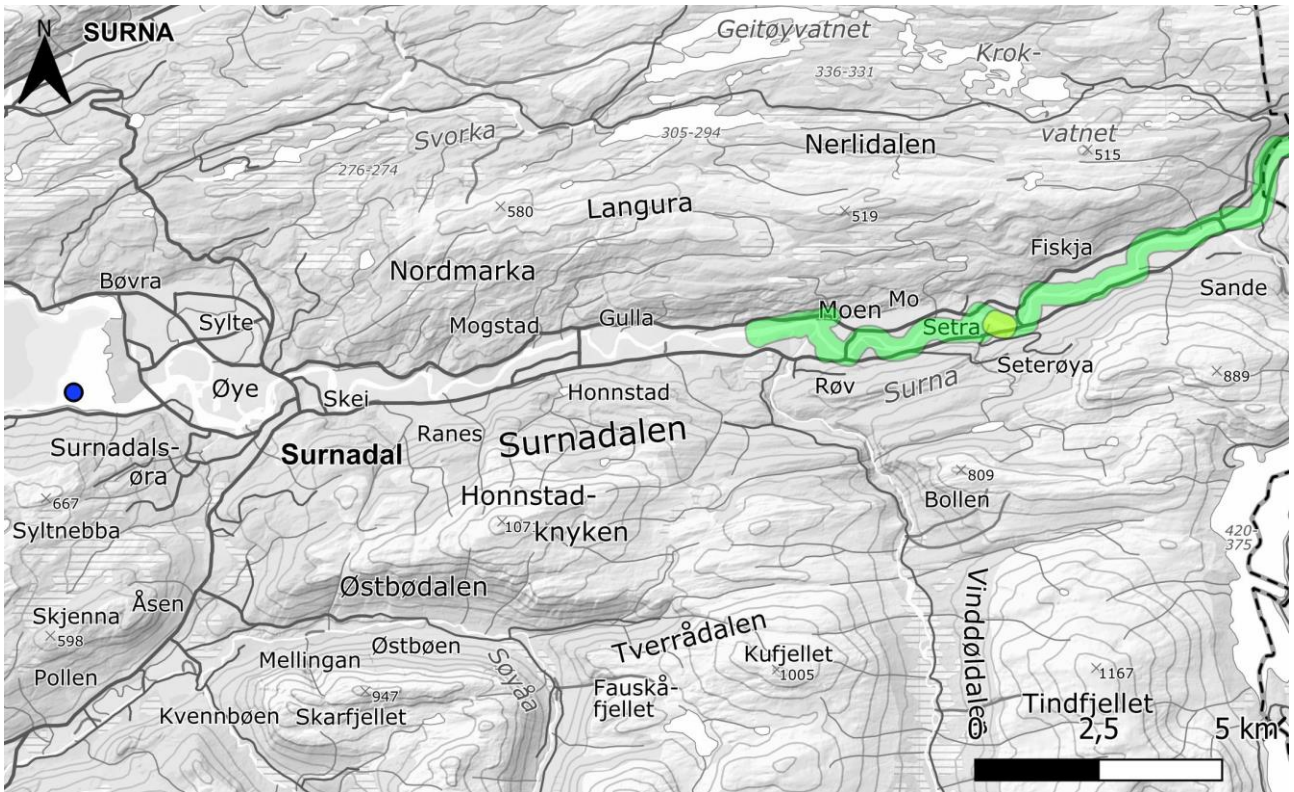 N
SURNA
Geitøyvatnet
Krok-
336-331
Svorka
305-294
Nerlidalen
vatnet
515
276-274
580
Langura
519
Fiskja
Bøvra
Nordmarka
Sande
Sylte
Mogstad
Gulla
Moen
Mo
Setra
Seterøya
889
Øye
Skei
Honnstad
Røv
Surna
Surnadals-
øra
Surnadal
Ranes
Surnadalen
809
Bollen
667
Syltnebba
Honnstad-
107
knyken
420-
375
Åsen
Østbødalen
Skjenna
598
Vinddøldalen
Tverrådalen
Mellingan
Østbøen
Søyåa
Kufjellet
1005
Pollen
947
Fauskå-
fjellet
1167
Kvennbøen
Skarfjellet
Tindfjellet
0
2,5
5 km